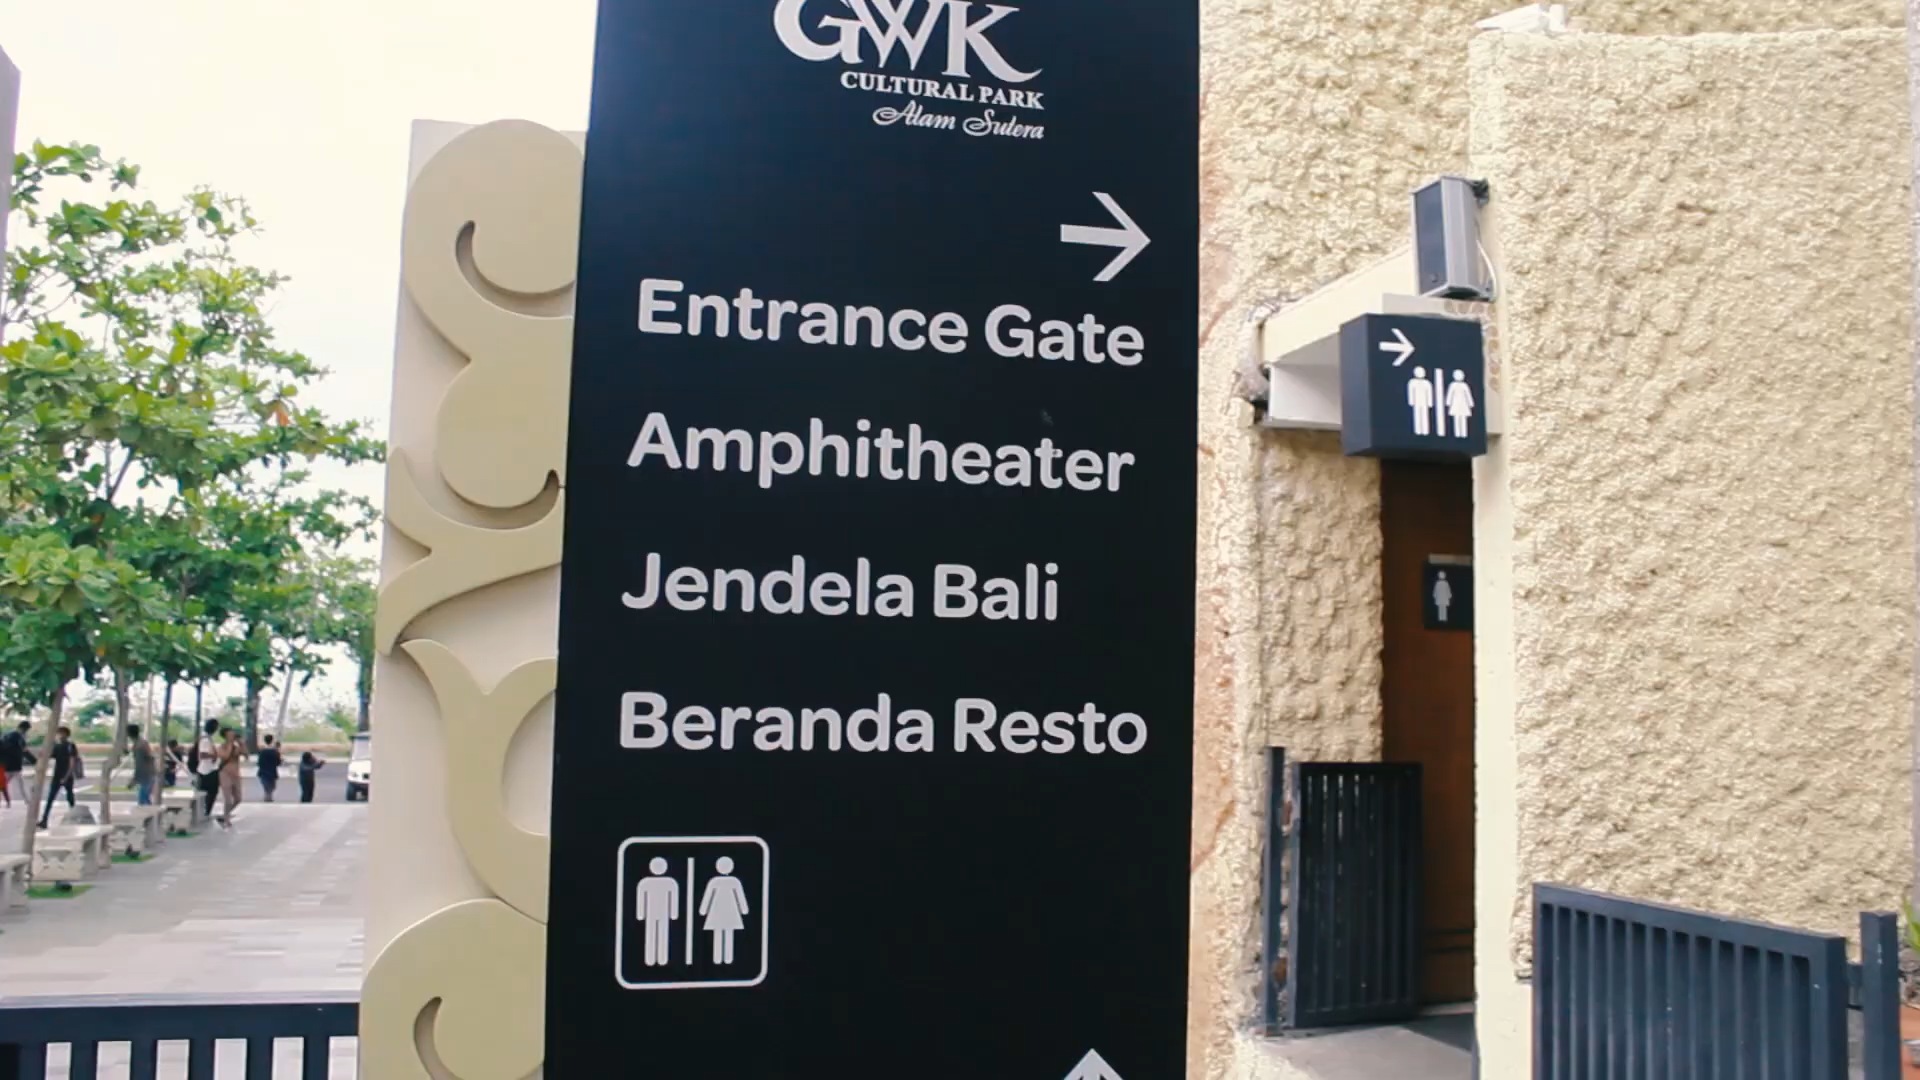 GWK
CULTURAL PARK
Alam Sutera
Entrance Gate
Amphitheater
Jendela Bali
Beranda Resto